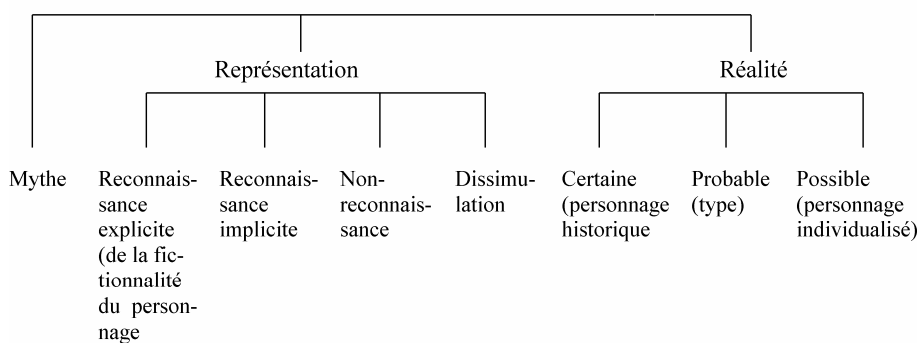 Représentation
Réalité
Mythe
Reconnais-
sance
explicite
(de la fic-
tionnalité
du person-
nage
Reconnais-
sance
implicite
Non-
reconnais-
sance
Dissimu-
lation
Certaine
(personnage
historique
Probable
(type)
Possible
(personnage
individualisé)